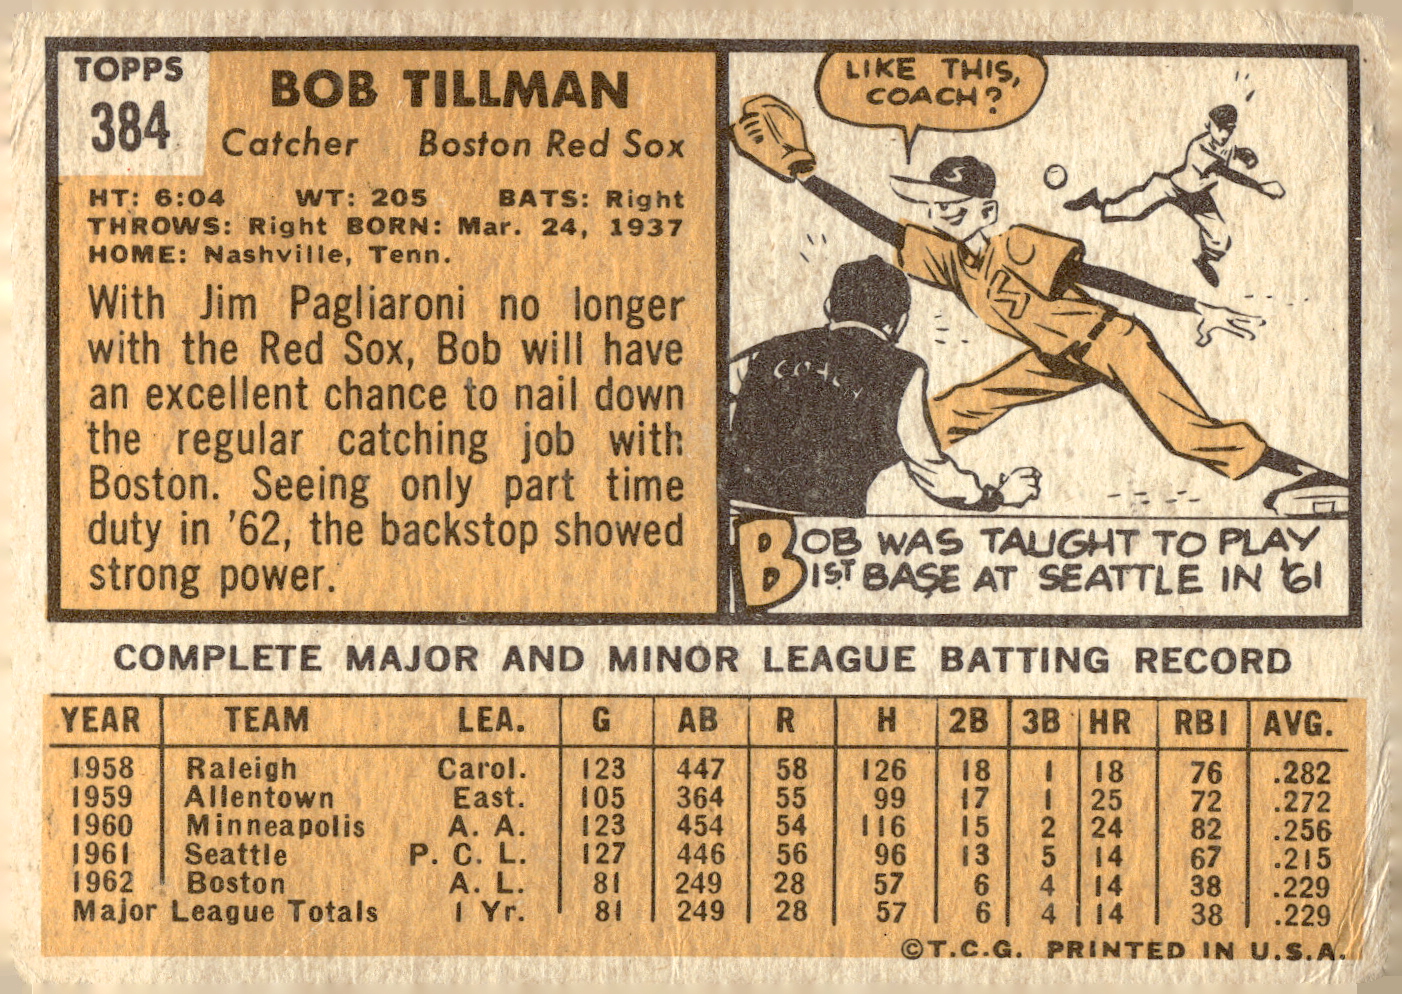 TOPPS
384
BOB TILLMAN
Catcher Boston Red Sox
HT: 6:04 WT: 205 BATS: Right
THROWS: Right BORN: Mar. 24, 1937
HOME: Nashville, Tenn.
With Jim Pagliaroni no longer
with the Red Sox, Bob will have
an excellent chance to nail down
the regular catching job with
Boston. Seeing only part time
duty in '62, the backstop showed
strong power.
LIKE THIS,
COACH?
S
COACH
BOB WAS TAUGHT TO PLAY
1ST BASE AT SEATTLE IN '61
COMPLETE MAJOR AND MINOR LEAGUE BATTING RECORD
YEAR TEAM LEA. G AB R H 2B 3B HR RBI AVG.
1958 Raleigh Carol. 123 447 58 126 18 1 18 76 .282
1959 Allentown East. 105 364 55 99 17 1 25 72 .272
1960 Minneapolis A. A. 123 454 54 116 15 2 24 82 .256
1961 Seattle P. C. L. 127 446 56 96 13 5 14 67 .215
1962 Boston A. L. 81 249 28 57 6 4 14 38 .229
Major League Totals 1 Yr. 81 249 28 57 6 4 14 38 .229
©T.C.G. PRINTED IN U.S.A.